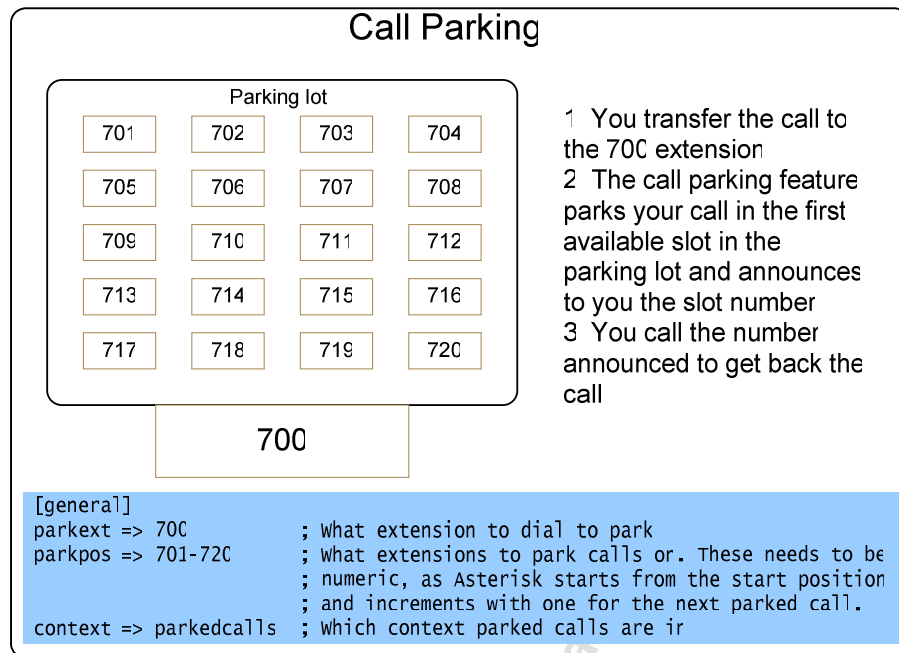 Call Parking
Parking lot
701 702 703 704
705 706 707 708
709 710 711 712
713 714 715 716
717 718 719 720
700
1 You transfer the call to
the 700 extension
2 The call parking feature
parks your call in the first
available slot in the
parking lot and announces
to you the slot number
3 You call the number
announced to get back the
call
[general]
parkext => 700 ; What extension to dial to park
parkpos => 701-720 ; What extensions to park calls on. These needs to be
; numeric, as Asterisk starts from the start position
; and increments with one for the next parked call.
context => parkedcalls ; Which context parked calls are in